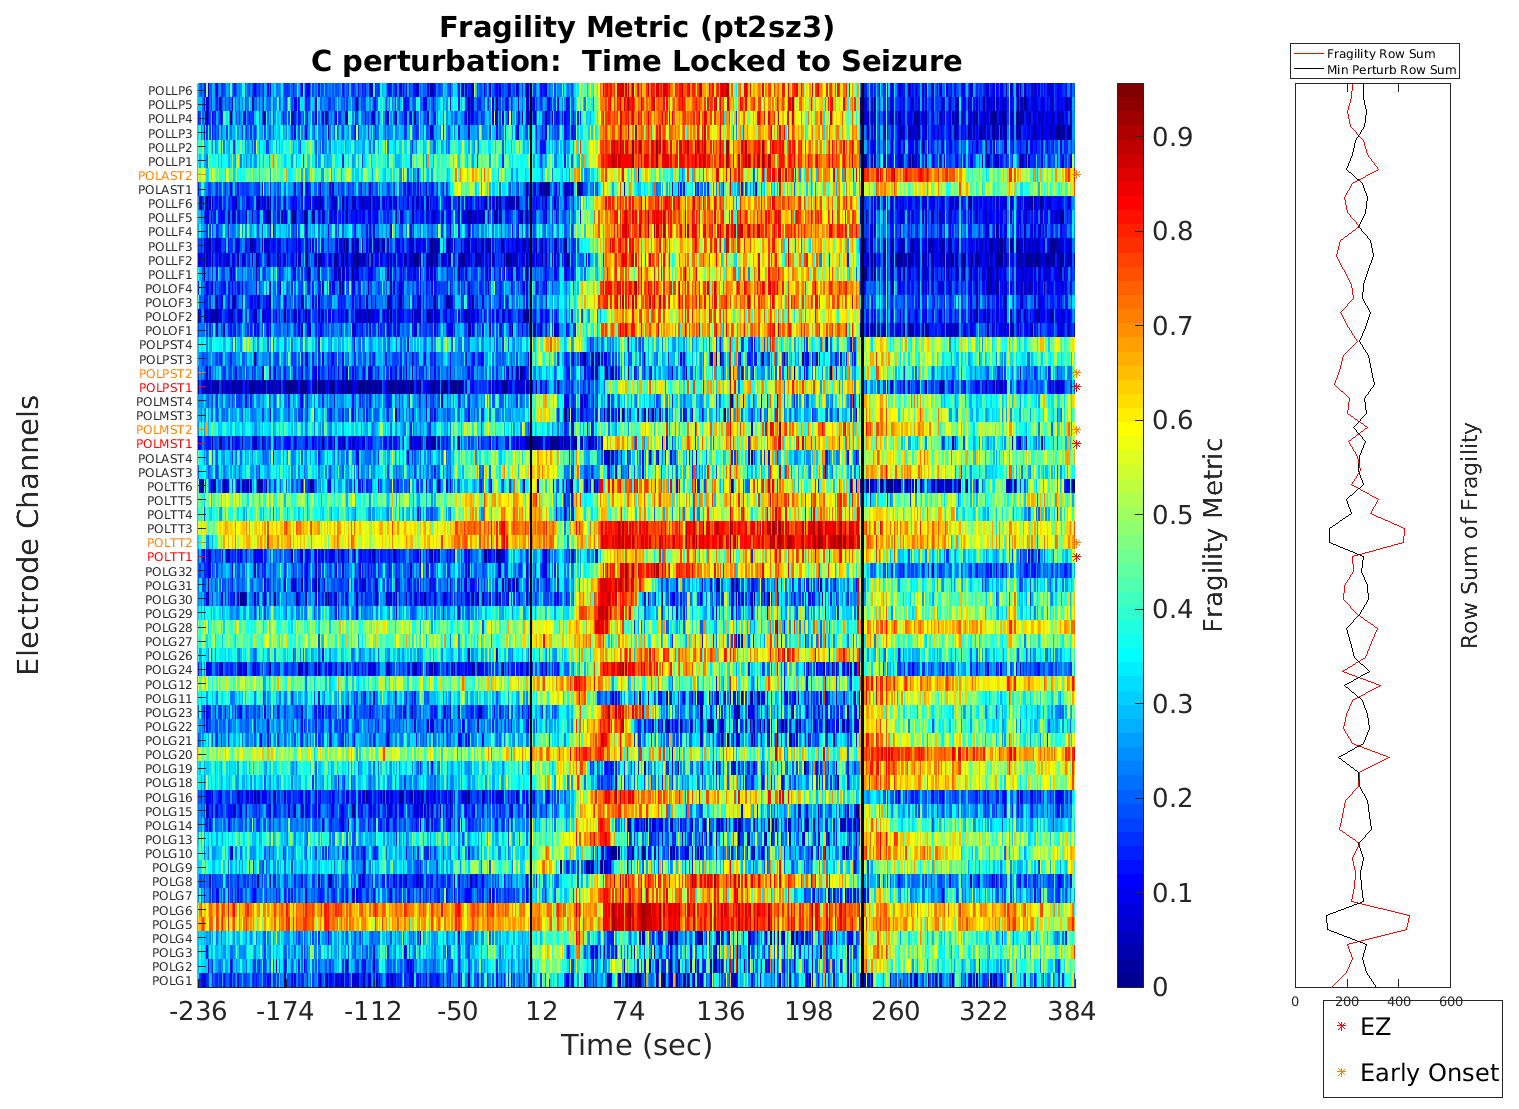 Fragility Metric (pt2sz3)
C perturbation:  Time Locked to Seizure
Electrode Channels
POLLP6
POLLP5
POLLP4
POLLP3
POLLP2
POLLP1
POLAST2
POLAST1
POLLF6
POLLF5
POLLF4
POLLF3
POLLF2
POLLF1
POLOF4
POLOF3
POLOF2
POLOF1
POLPST4
POLPST3
POLPST2
POLPST1
POLMST4
POLMST3
POLMST2
POLMST1
POLAST4
POLAST3
POLTT6
POLTT5
POLTT4
POLTT3
POLTT2
POLTT1
POLG32
POLG31
POLG30
POLG29
POLG28
POLG27
POLG26
POLG24
POLG12
POLG11
POLG23
POLG22
POLG21
POLG20
POLG19
POLG18
POLG16
POLG15
POLG14
POLG13
POLG10
POLG9
POLG8
POLG7
POLG6
POLG5
POLG4
POLG3
POLG2
POLG1
-236 -174 -112 -50 12 74 136 198 260 322 384
Time (sec)
0.9
0.8
0.7
0.6
0.5
0.4
0.3
0.2
0.1
0
Fragility Metric
Fragility Row Sum
Min Perturb Row Sum
0 200 400 600
Row Sum of Fragility
EZ
Early Onset